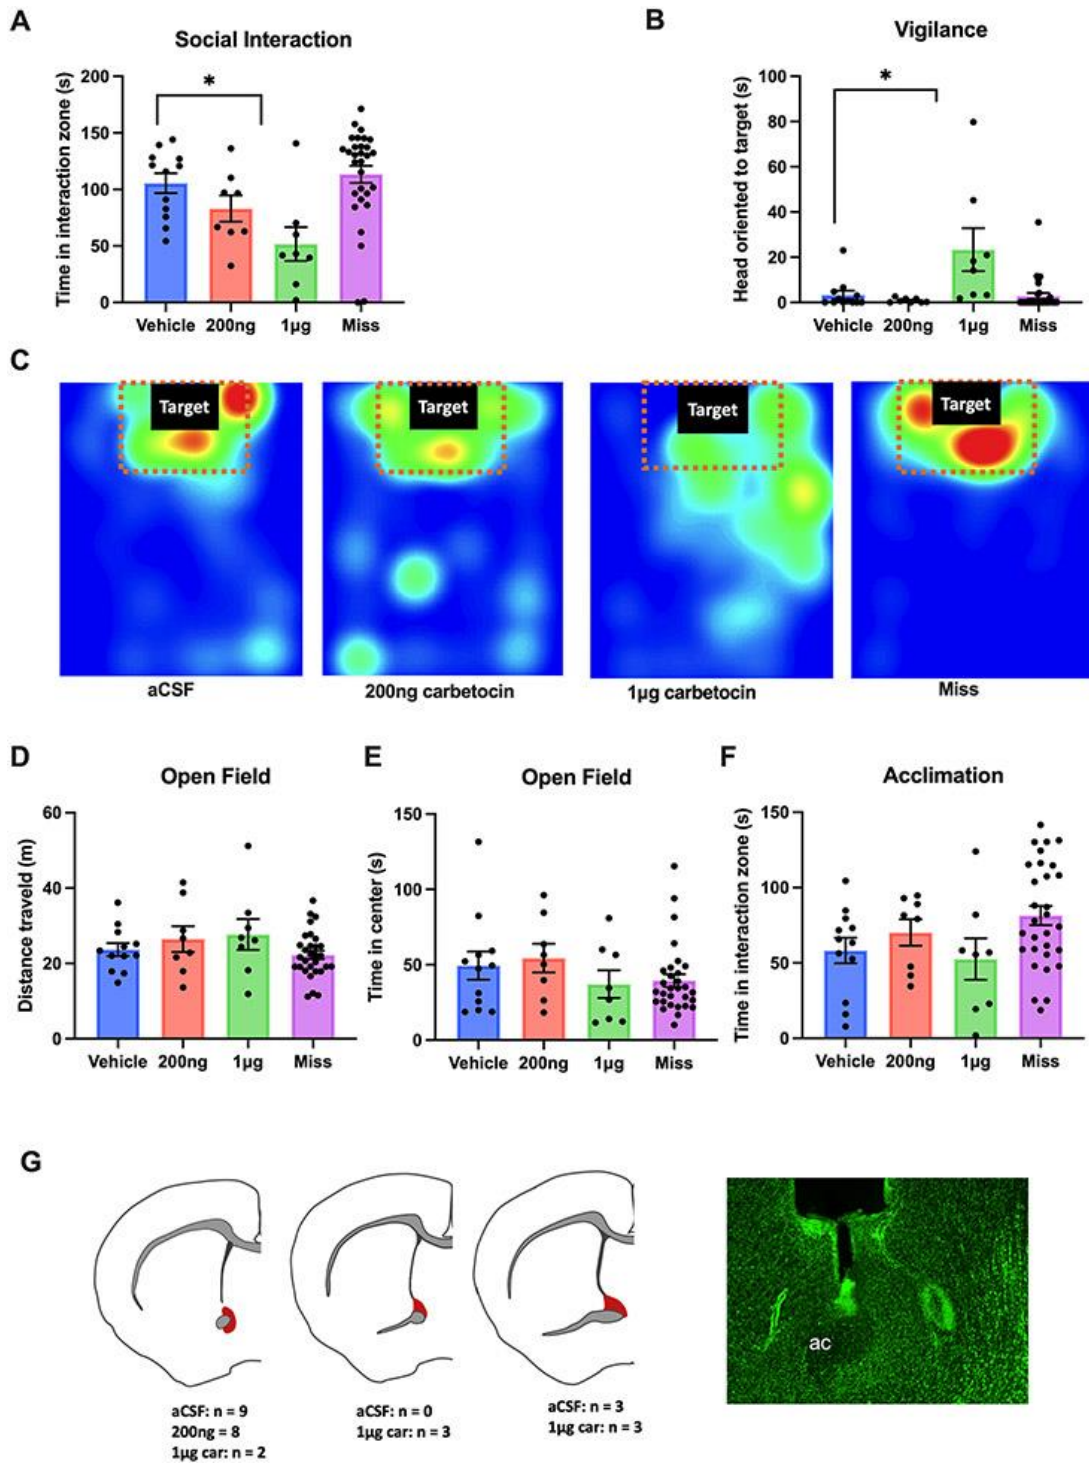 A
Social Interaction
Time in interaction zone (s)
200
150
100
50
0
*
Vehicle 200ng 1µg Miss
B
Vigilance
Head oriented to target (s)
100
80
60
40
20
0
*
Vehicle 200ng 1µg Miss
C
Target Target Target Target
aCSF 200ng carbetocin 1µg carbetocin Miss
D
Open Field
Distance traveld (m)
60
40
20
0
Vehicle 200ng 1µg Miss
E
Open Field
Time in center (s)
150
100
50
0
Vehicle 200ng 1µg Miss
F
Acclimation
Time in interaction zone (s)
150
100
50
0
Vehicle 200ng 1µg Miss
G
aCSF: n = 9
200ng = 8
1µg car: n = 2
aCSF: n = 0
1µg car: n = 3
aCSF: n = 3
1µg car: n = 3
ac